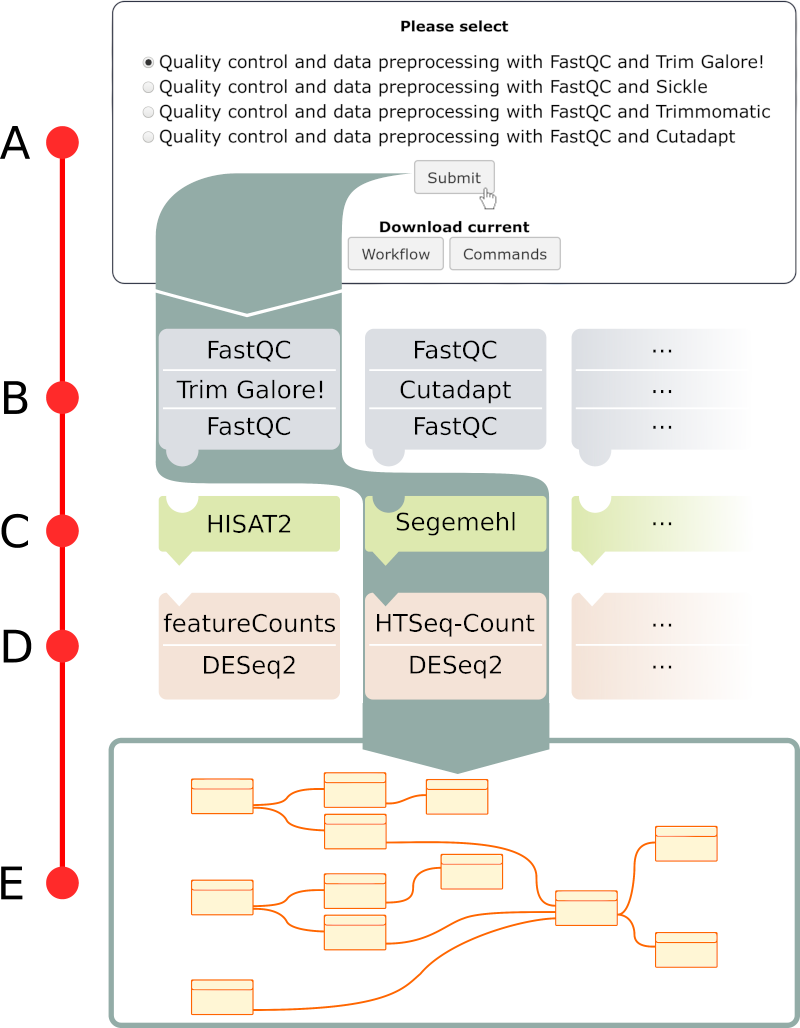 Please select
Quality control and data preprocessing with FastQC and Trim Galore!
Quality control and data preprocessing with FastQC and Sickle
Quality control and data preprocessing with FastQC and Trimmomatic
Quality control and data preprocessing with FastQC and Cutadapt
A
Submit
Download current
Workflow Commands
FastQC FastQC ...
B Trim Galore! Cutadapt ...
FastQC FastQC ...
C HISAT2 Segemehl ...
featureCounts HTSeq-Count ...
D
DESeq2 DESeq2 ...
E